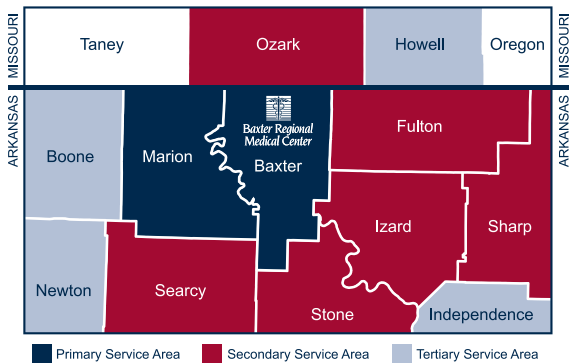 MISSOURI
Taney
Ozark
Howell
Oregon
MISSOURI
ARKANSAS
Baxter Regional
Medical Center
Fulton
ARKANSAS
Boone
Marion
Baxter
Izard
Sharp
Newton
Searcy
Stone
Independence
Primary Service Area
Secondary Service Area
Tertiary Service Area